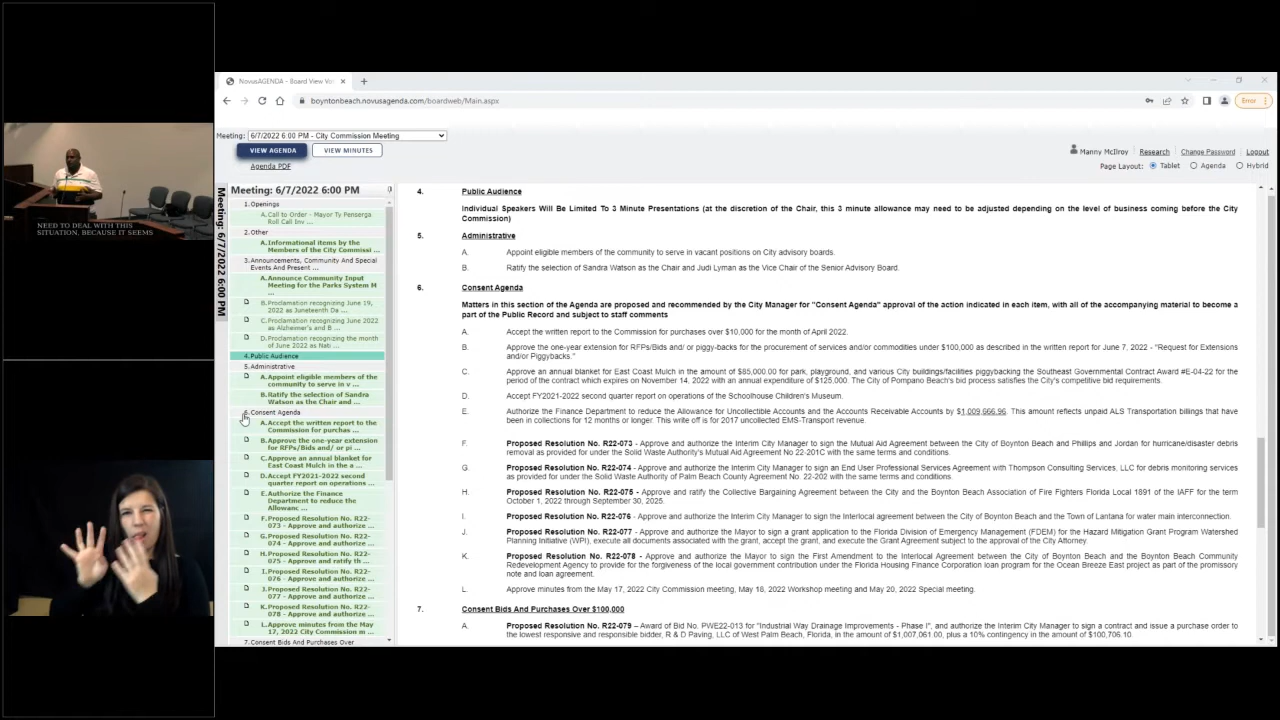 NovusAGENDA - Board View Vo
boyntonbeach.novusagenda.com/boardweb/Main.aspx
Error
Meeting: 6/7/2022 6:00 PM - City Commission Meeting
VIEW AGENDA VIEW MINUTES
Agenda PDF
Manny McIlroy Research Change Password Logout
Page Layout: Tablet Agenda Hybrid
Meeting: 6/7/2022 6:00 PM
Meeting: 6/7/2022 6:00 PM
1.Openings
A.Call to Order - Mayor Ty Penserga
Roll Call Inv ...
2.Other
A.Informational items by the
Members of the City Commissi ...
3.Announcements, Community And Special
Events And Present ...
A.Announce Community Input
Meeting for the Parks System M
...
B.Proclamation recognizing June 19,
2022 as Juneteenth Da ...
C.Proclamation recognizing June 2022
as Alzheimer's and B ...
D.Proclamation recognizing the month
of June 2022 as Nati ...
4.Public Audience
5.Administrative
A.Appoint eligible members of the
community to serve in v ...
B.Ratify the selection of Sandra
Watson as the Chair and ...
6.Consent Agenda
A.Accept the written report to the
Commission for purchas ...
B.Approve the one-year extension
for RFPs/Bids and/ or pi ...
C.Approve an annual blanket for
East Coast Mulch in the a ...
D.Accept FY2021-2022 second
quarter report on operations ...
E.Authorize the Finance
Department to reduce the
Allowanc ...
F.Proposed Resolution No. R22-
073 - Approve and authorize ...
G.Proposed Resolution No. R22-
074 - Approve and authorize ...
H.Proposed Resolution No. R22-
075 - Approve and ratify th ...
I.Proposed Resolution No. R22-
076 - Approve and authorize ...
J.Proposed Resolution No. R22-
077 - Approve and authorize ...
K.Proposed Resolution No. R22-
078 - Approve and authorize ...
L.Approve minutes from the May
17, 2022 City Commission m ...
7.Consent Bids And Purchases Over
4. Public Audience
Individual Speakers Will Be Limited To 3 Minute Presentations (at the discretion of the Chair, this 3 minute allowance may need to be adjusted depending on the level of business coming before the City
Commission)
5. Administrative
A. Appoint eligible members of the community to serve in vacant positions on City advisory boards.
B. Ratify the selection of Sandra Watson as the Chair and Judi Lyman as the Vice Chair of the Senior Advisory Board.
6. Consent Agenda
Matters in this section of the Agenda are proposed and recommended by the City Manager for "Consent Agenda" approval of the action indicated in each item, with all of the accompanying material to become a
part of the Public Record and subject to staff comments
A. Accept the written report to the Commission for purchases over $10,000 for the month of April 2022.
B. Approve the one-year extension for RFPs/Bids and/ or piggy-backs for the procurement of services and/or commodities under $100,000 as described in the written report for June 7, 2022 - "Request for Extensions
and/or Piggybacks."
C. Approve an annual blanket for East Coast Mulch in the amount of $85,000.00 for park, playground, and various City buildings/facilities piggybacking the Southeast Governmental Contract Award #E-04-22 for
the period of the contract which expires on November 14, 2022 with an annual expenditure of $125,000. The City of Pompano Beach's bid process satisfies the City's competitive bid requirements.
D. Accept FY2021-2022 second quarter report on operations of the Schoolhouse Children's Museum.
E. Authorize the Finance Department to reduce the Allowance for Uncollectible Accounts and the Accounts Receivable Accounts by $1,009,666.96. This amount reflects unpaid ALS Transportation billings that have
been in collections for 12 months or longer. This write off is for 2017 uncollected EMS-Transport revenue.
F. Proposed Resolution No. R22-073 - Approve and authorize the Interim City Manager to sign the Mutual Aid Agreement between the City of Boynton Beach and Phillips and Jordan for hurricane/disaster debris
removal as provided for under the Solid Waste Authority's Mutual Aid Agreement No 22-201C with the same terms and conditions.
G. Proposed Resolution No. R22-074 - Approve and authorize the Interim City Manager to sign an End User Professional Services Agreement with Thompson Consulting Services, LLC for debris monitoring services
as provided for under the Solid Waste Authority of Palm Beach County Agreement No. 22-202 with the same terms and conditions.
H. Proposed Resolution No. R22-075 - Approve and ratify the Collective Bargaining Agreement between the City and the Boynton Beach Association of Fire Fighters Florida Local 1891 of the IAFF for the term
October 1, 2022 through September 30, 2025.
I. Proposed Resolution No. R22-076 - Approve and authorize the Interim City Manager to sign the Interlocal agreement between the City of Boynton Beach and the Town of Lantana for water main interconnection.
J. Proposed Resolution No. R22-077 - Approve and authorize the Mayor to sign a grant application to the Florida Division of Emergency Management (FDEM) for the Hazard Mitigation Grant Program Watershed
Planning Initiative (WPI), execute all documents associated with the grant, accept the grant, and execute the Grant Agreement subject to the approval of the City Attorney.
K. Proposed Resolution No. R22-078 - Approve and authorize the Mayor to sign the First Amendment to the Interlocal Agreement between the City of Boynton Beach and the Boynton Beach Community
Redevelopment Agency to provide for the forgiveness of the local government contribution under the Florida Housing Finance Corporation loan program for the Ocean Breeze East project as part of the promissory
note and loan agreement.
L. Approve minutes from the May 17, 2022 City Commission meeting, May 18, 2022 Workshop meeting and May 20, 2022 Special meeting.
7. Consent Bids And Purchases Over $100,000
A. Proposed Resolution No. R22-079 – Award of Bid No. PWE22-013 for "Industrial Way Drainage Improvements - Phase I", and authorize the Interim City Manager to sign a contract and issue a purchase order to
the lowest responsive and responsible bidder, R & D Paving, LLC of West Palm Beach, Florida, in the amount of $1,007,061.00, plus a 10% contingency in the amount of $100,706.10.
NEED TO DEAL WITH THIS
SITUATION, BECAUSE IT SEEMS